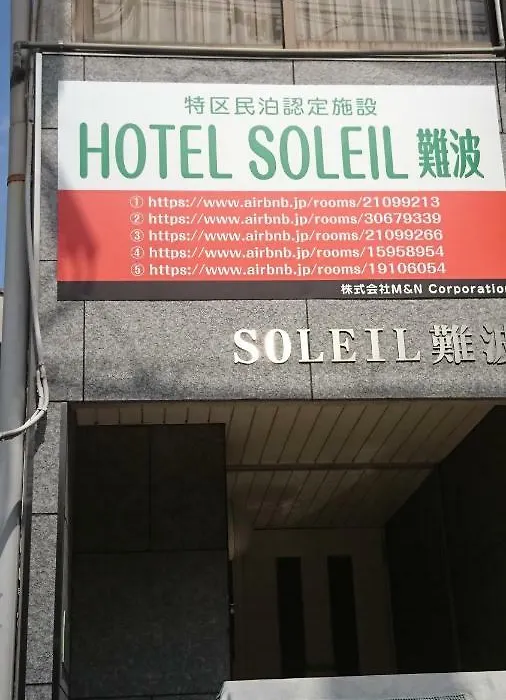 特区民泊認定施設
HOTEL SOLEIL 難波
① https://www.airbnb.jp/rooms/21099213
② https://www.airbnb.jp/rooms/30679339
③ https://www.airbnb.jp/rooms/21099266
④ https://www.airbnb.jp/rooms/15958954
⑤ https://www.airbnb.jp/rooms/19106054
株式会社M&N Corporation
SOLEIL 難波